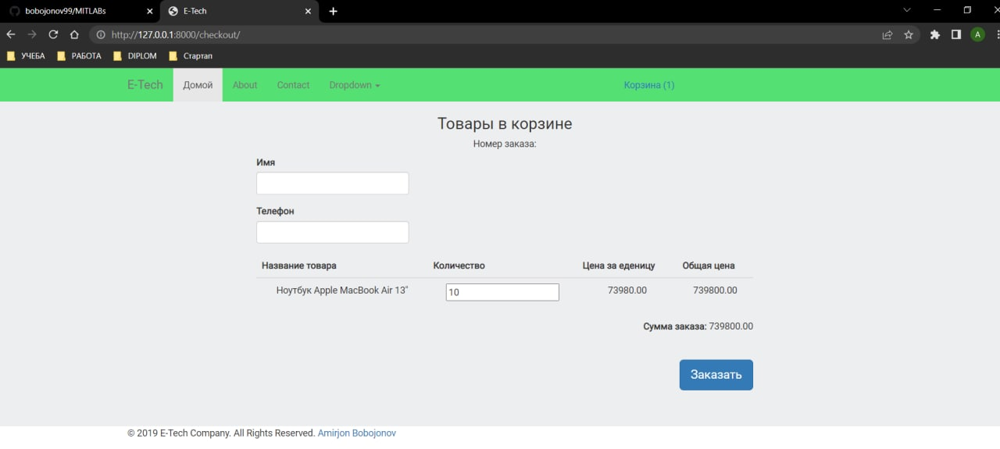 bobojonov99/MITLABs E-Tech
http://127.0.0.1:8000/checkout/ A
УЧЕБА РАБОТА DIPLOM Стартап
E-Tech Домой About Contact Dropdown Корзина (1)
Товары в корзине
Номер заказа:
Имя
Телефон
Название товара Количество Цена за еденицу Общая цена
Ноутбук Apple MacBook Air 13" 10 73980.00 739800.00
Сумма заказа: 739800.00
Заказать
© 2019 E-Tech Company. All Rights Reserved. Amirjon Bobojonov